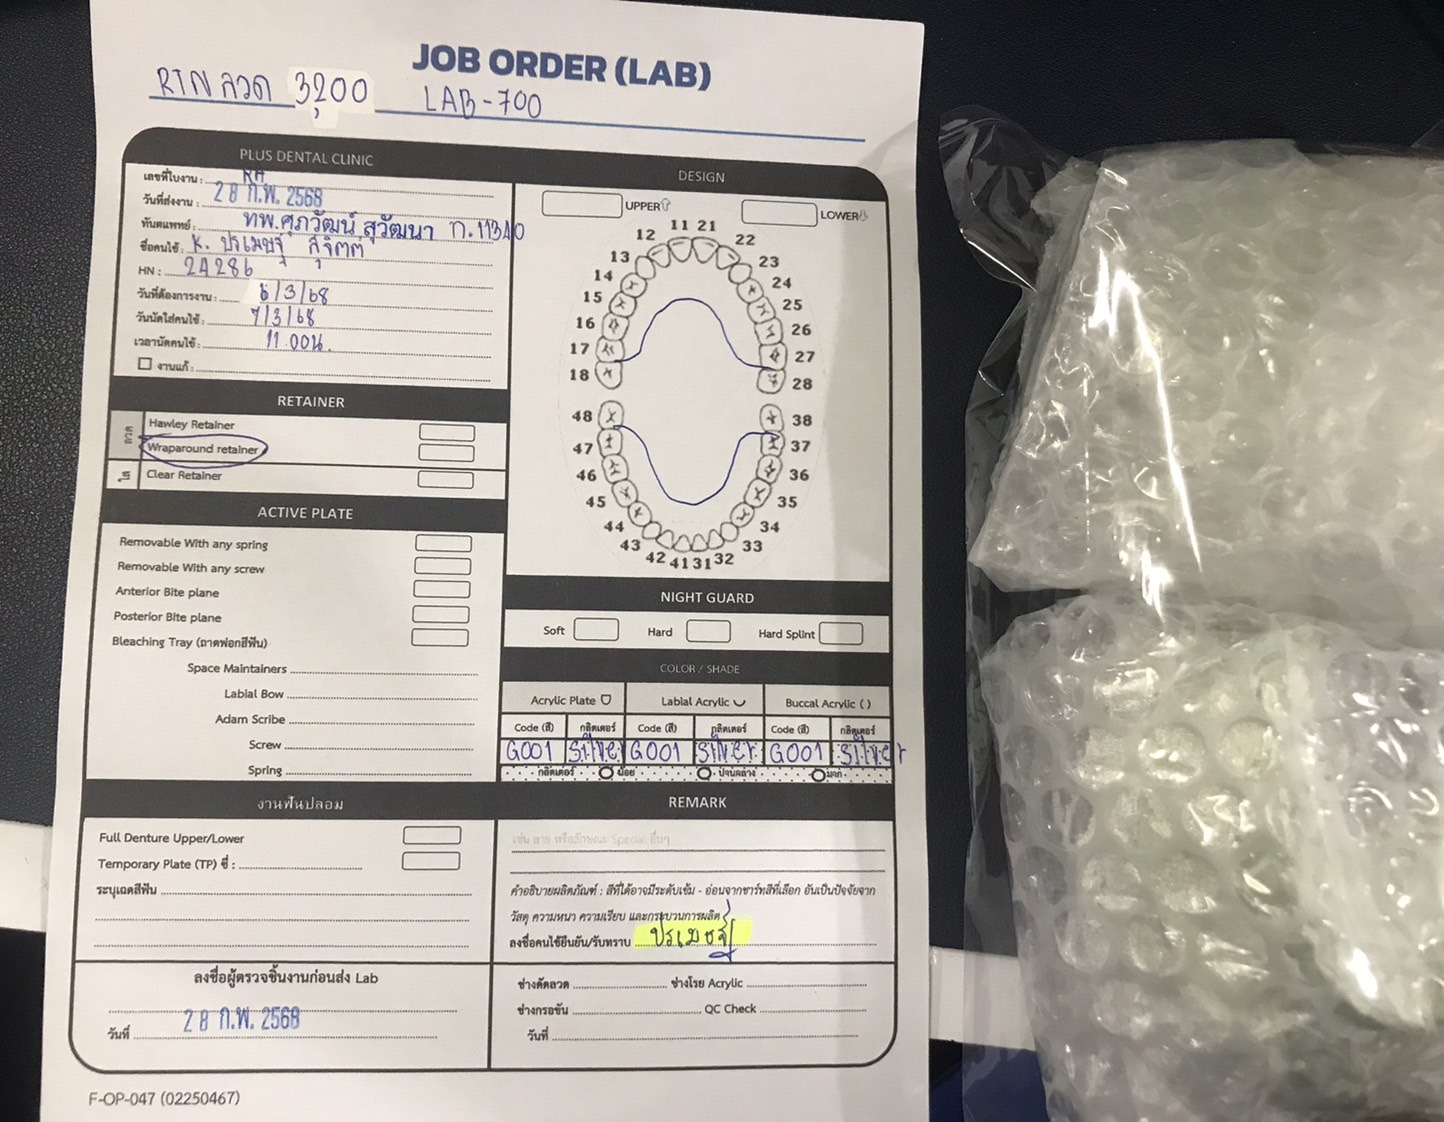 JOB ORDER (LAB)
RTN ลวด 3,200 LAB-700
PLUS DENTAL CLINIC
เลขที่ใบงาน : RA
วันที่ส่งงาน : 28 ก.พ. 2568
ทันตแพทย์ : ทพ.ศุภวัฒน์ สุวัฒนา ท.11340
ชื่อคนไข้ : K. ปรเมษฐ์ สุจิตต์
HN : 24286
วันที่ต้องการงาน : 6/3/68
วันนัดใส่คนไข้ : 7/3/68
เวลานัดคนไข้ : 11.00น.
งานแก้ :
DESIGN
UPPER
LOWER
11 21
12 22
13 23
14 24
15 25
16 26
17 27
18 28
48 38
47 37
46 36
45 35
44 34
43 33
42 41 31 32
RETAINER
ลวด
Hawley Retainer
Wraparound retainer
ใส
Clear Retainer
ACTIVE PLATE
Removable With any spring
Removable With any screw
Anterior Bite plane
Posterior Bite plane
Bleaching Tray (ถาดฟอกสีฟัน)
Space Maintainers
Labial Bow
Adam Scribe
Screw
Spring
NIGHT GUARD
Soft Hard Hard Splint
COLOR / SHADE
Acrylic Plate Labial Acrylic Buccal Acrylic ( )
Code (สี) กลิตเตอร์ Code (สี) กลิตเตอร์ Code (สี) กลิตเตอร์
G001 Silver G001 Silver G001 Silver
กลิตเตอร์ น้อย ปานกลาง มาก
งานฟันปลอม
Full Denture Upper/Lower
Temporary Plate (TP) ซี่ :
ระบุเฉดสีฟัน
REMARK
เช่น ลาย หรือลักษณะ Special อื่นๆ
คำอธิบายผลิตภัณฑ์ : สีที่ได้อาจมีระดับเข้ม - อ่อนจากชาร์ทสีที่เลือก อันเป็นปัจจัยจาก
วัสดุ ความหนา ความเรียบ และกระบวนการผลิต
ลงชื่อคนไข้ยืนยัน/รับทราบ ปรเมษฐ์
ลงชื่อผู้ตรวจชิ้นงานก่อนส่ง Lab
วันที่ 28 ก.พ. 2568
ช่างดัดลวด ช่างโรย Acrylic
ช่างกรอขัด QC Check
วันที่
F-OP-047 (02250467)